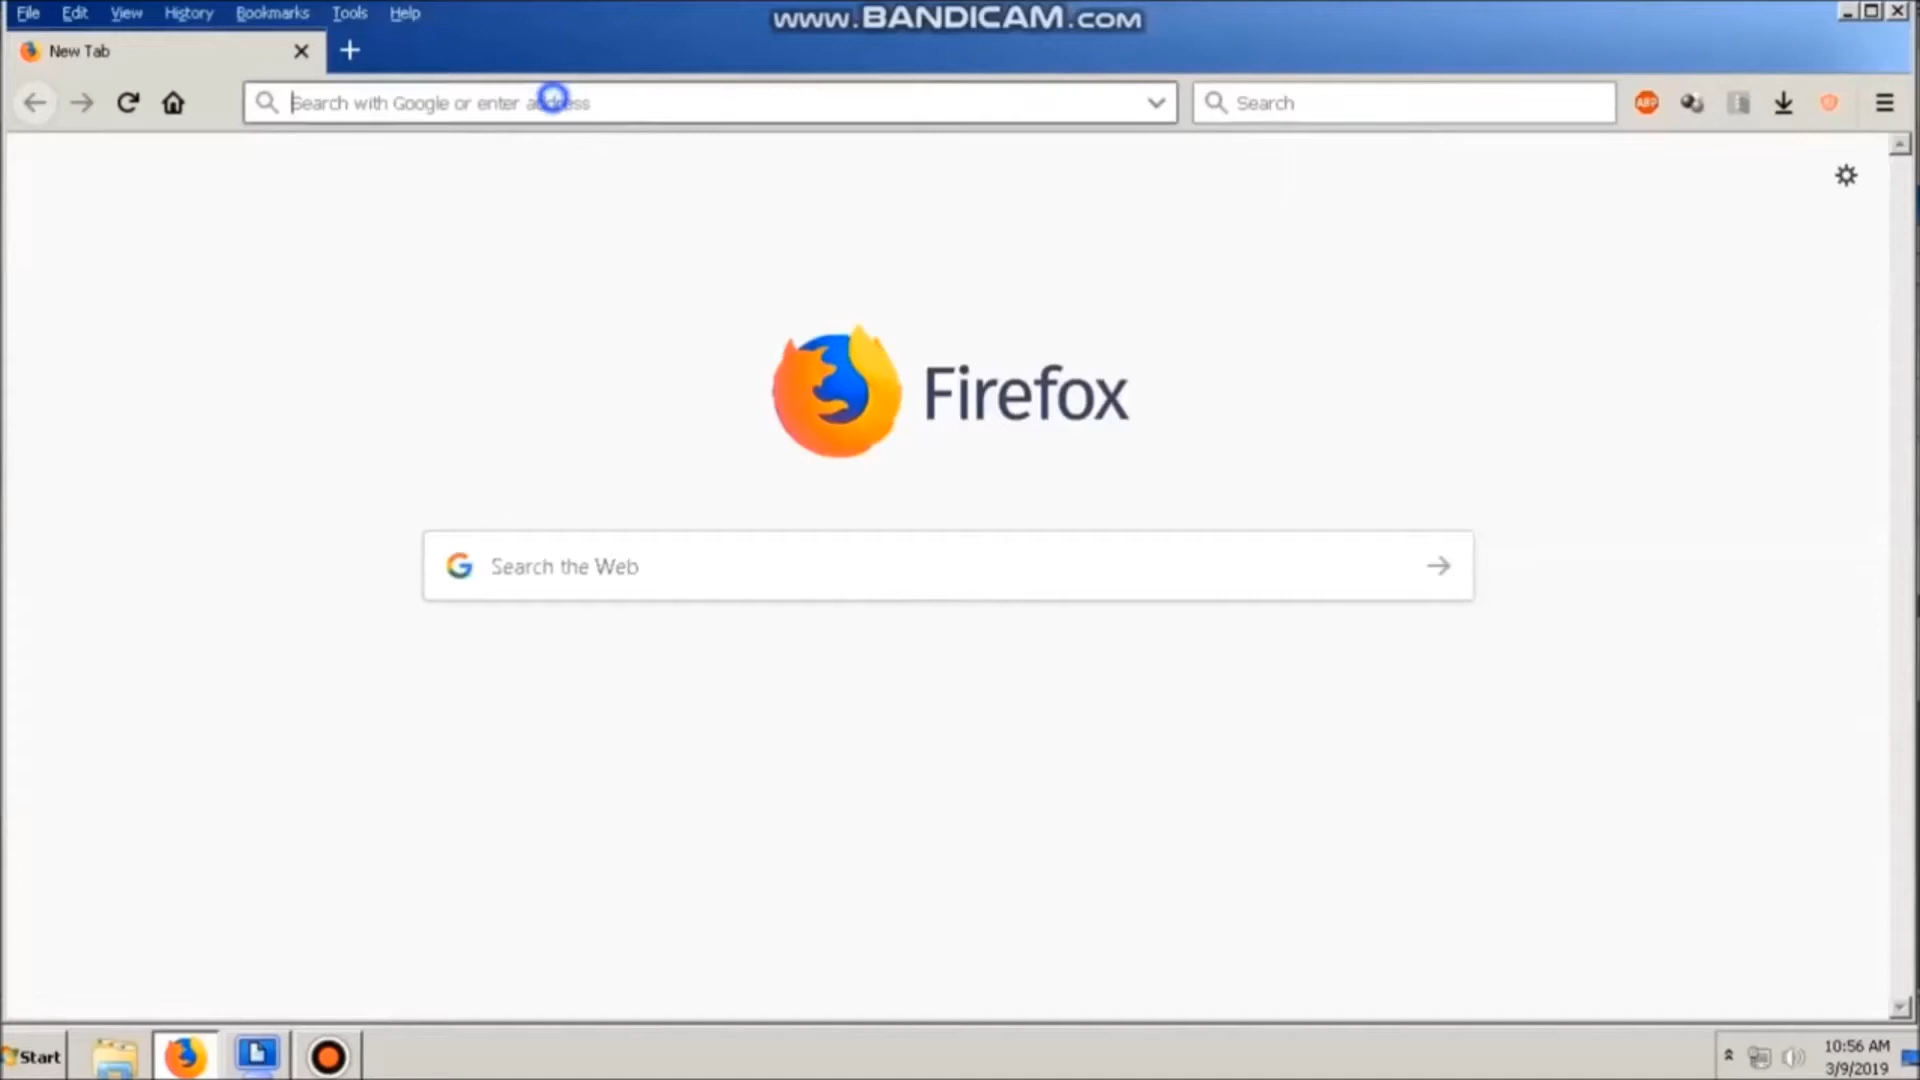 File Edit View History Bookmarks Tools Help
www.BANDICAM.com
New Tab
Search with Google or enter address
Search
ABP
Firefox
Search the Web
Start
10:56 AM
3/9/2019